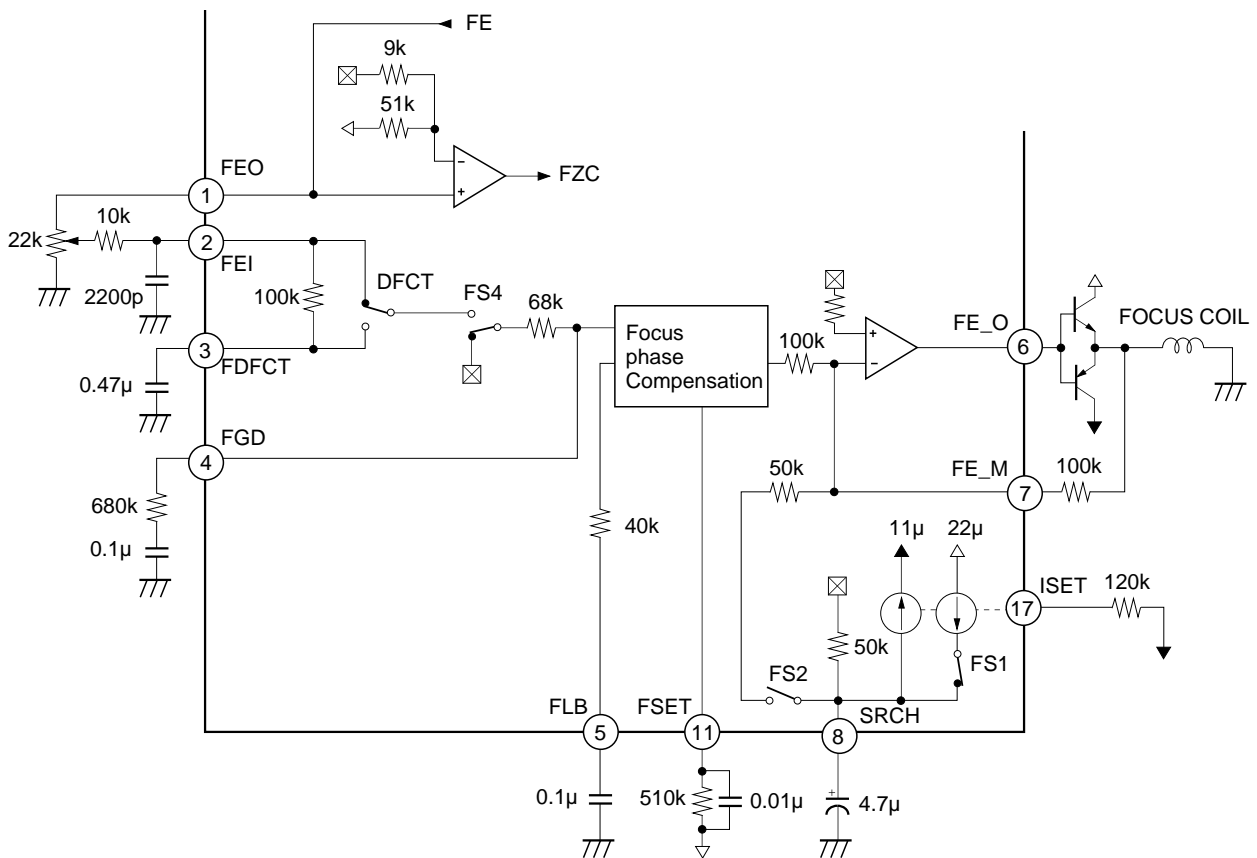 FE
9k
51k
FEO
FZC
1
10k
22k
2
FEI
2200p
100k
DFCT
FS4
68k
3
FDFCT
0.47µ
Focus
phase
Compensation
100k
FE_O
6
FOCUS COIL
FGD
4
680k
0.1µ
50k
FE_M
7
100k
40k
11µ
22µ
ISET
17
120k
50k
FS2
FS1
FLB
5
FSET
11
SRCH
8
0.1µ
510k
0.01µ
4.7µ